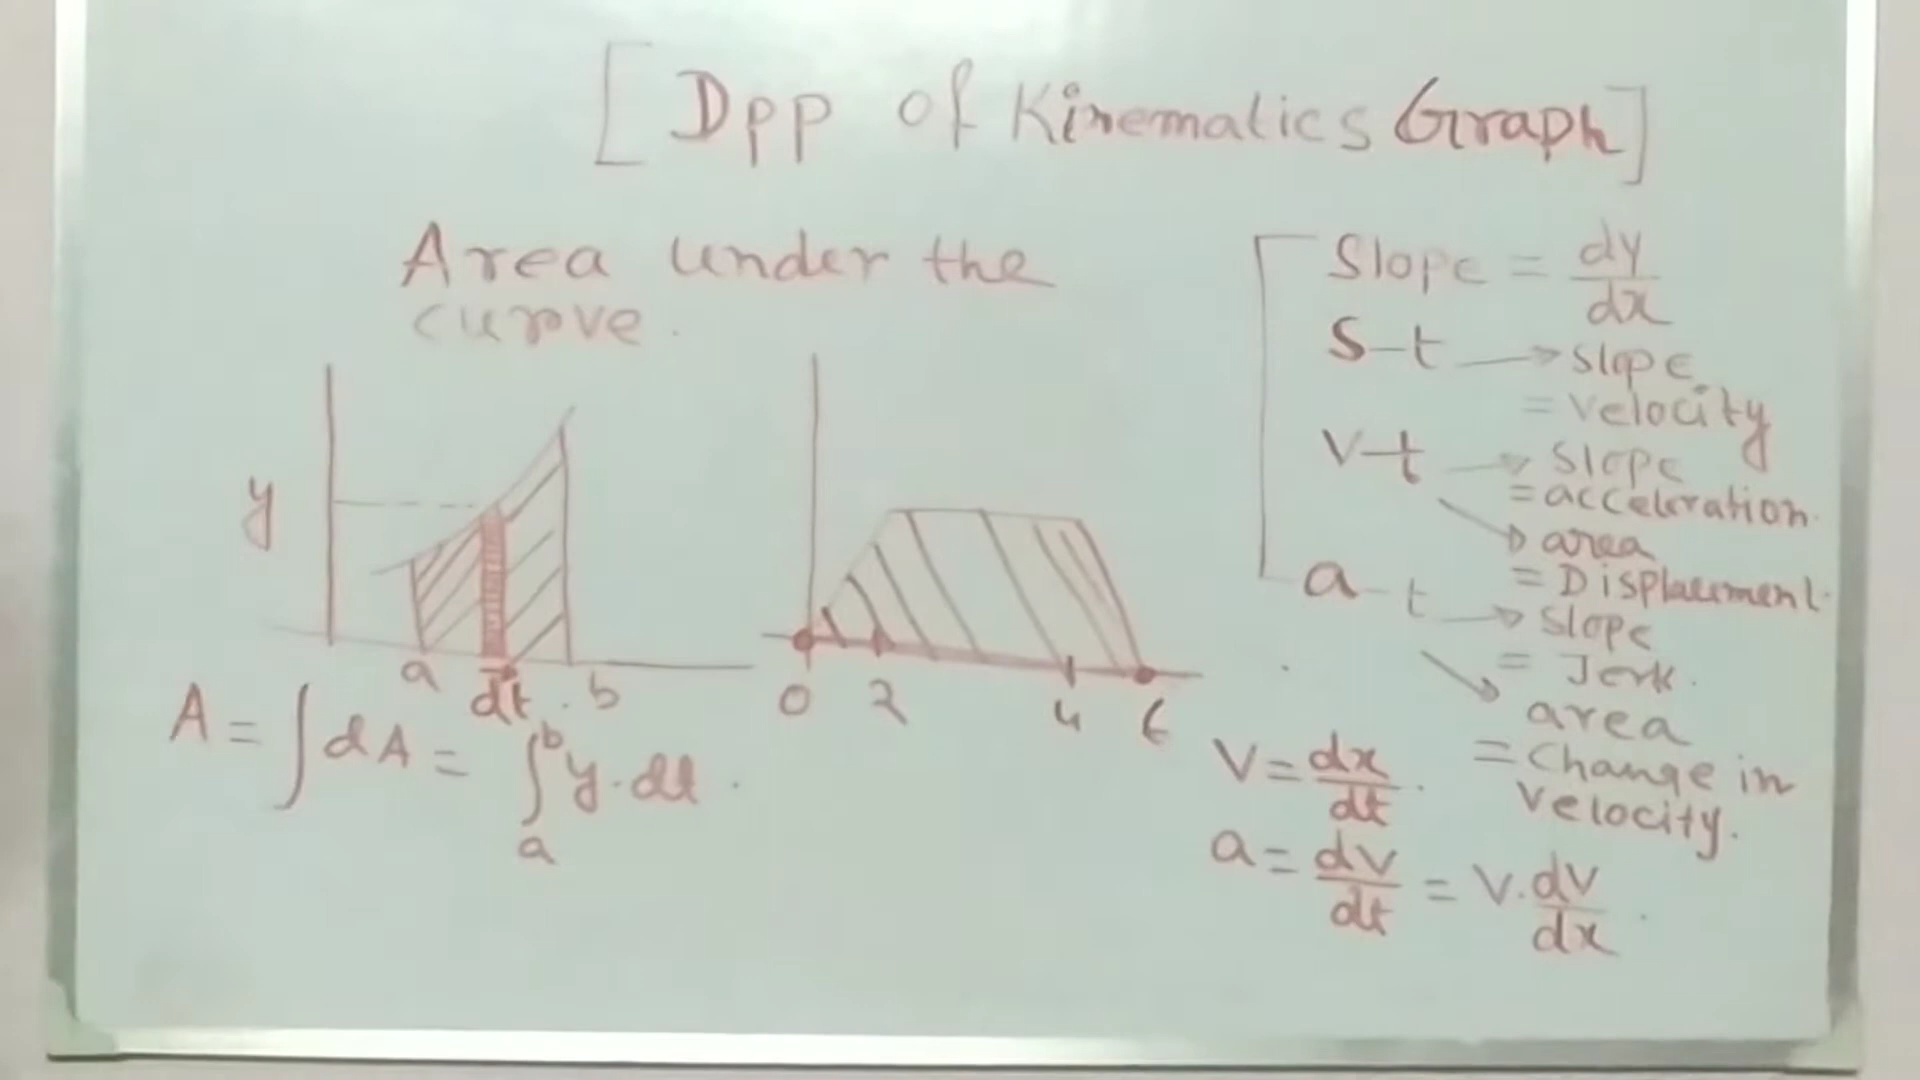 [Dpp of Kinematics Graph]
Area under the
curve.
y
a
dt
b
A = ∫dA = ∫_a^b y.dt.
0 2 4 6
Slope = dy/dx
S-t → slope
= velocity
V-t → slope
= acceleration.
→ area
= Displacement.
a-t → slope
= Jerk.
→ area
= Change in
velocity.
V = dx/dt.
a = dv/dt = V.dv/dx.